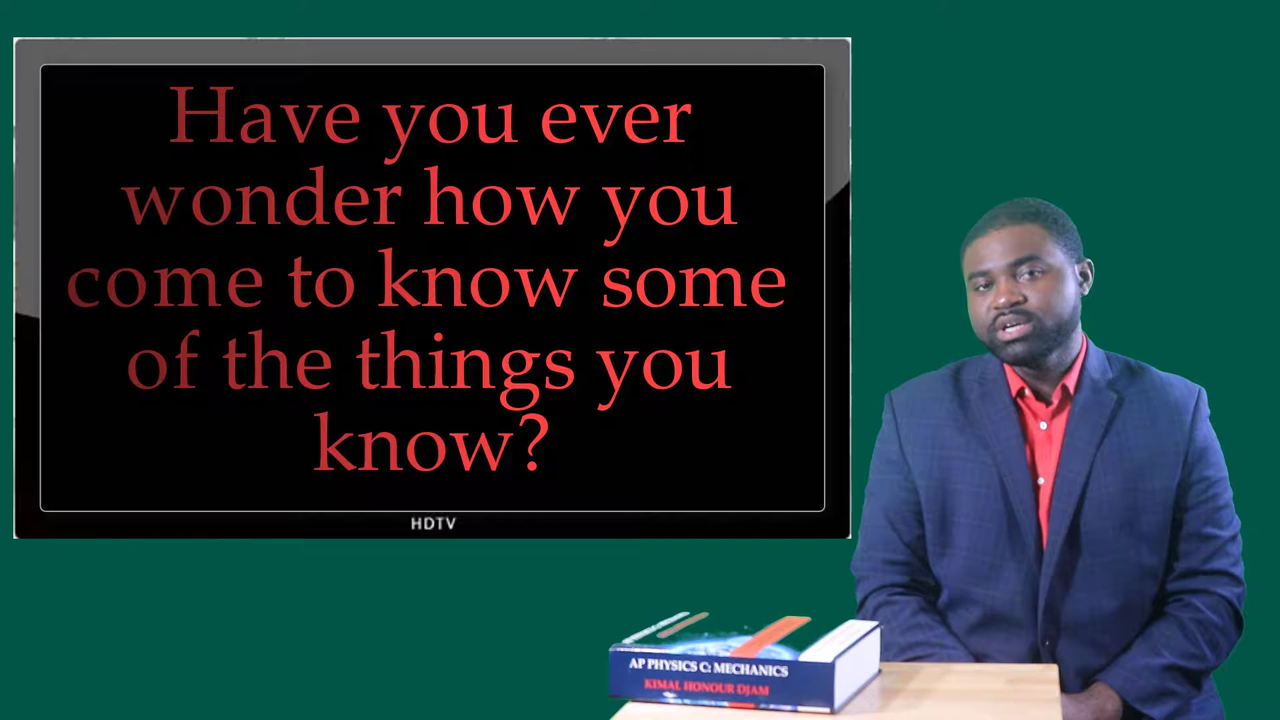 Have you ever
wonder how you
come to know some
of the things you
know?
HDTV
AP PHYSICS C: MECHANICS
KIMAL HONOUR DJAM